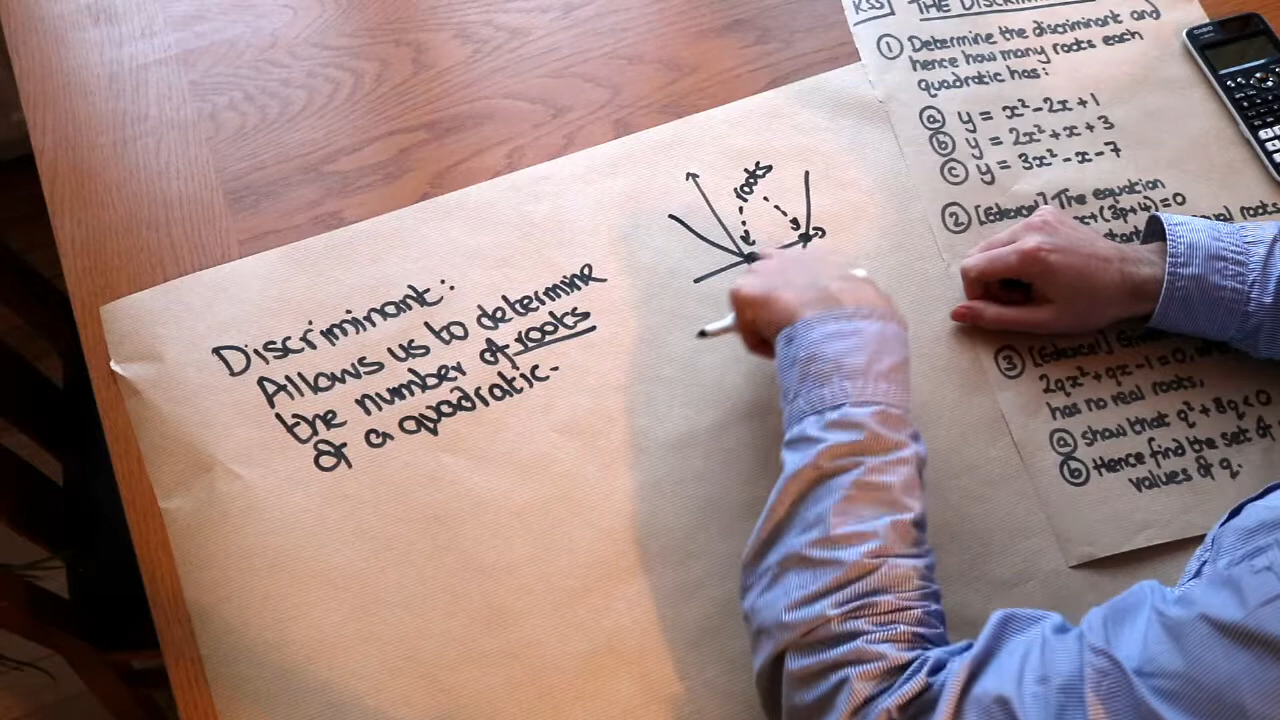 Discriminant:
Allows us to determine
the number of roots
of a quadratic.
roots
KS5
① Determine the discriminant and
hence how many roots each
quadratic has:
ⓐ y = x² - 2x + 1
ⓑ y = 2x² + x + 3
ⓒ y = 3x² - x - 7
② [Edexcel] The equation
+(3p+4)=0
roots
③ [Edexcel]
2qx² + qx - 1 = 0,
has no real roots,
ⓐ show that q² + 8q < 0
ⓑ Hence find the set of
values of q.
CASIO